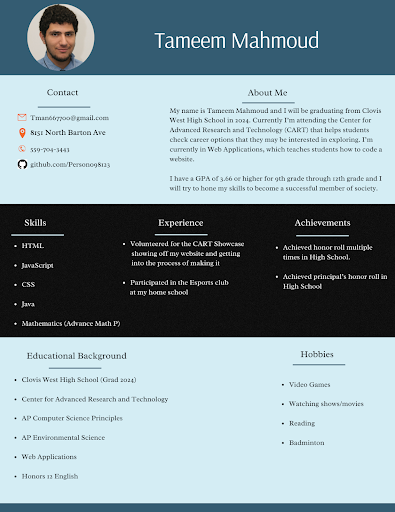 Tameem Mahmoud
Contact
Tman667700@gmail.com
8151 North Barton Ave
559-704-3443
github.com/Person098123
About Me
My name is Tameem Mahmoud and I will be graduating from Clovis
West High School in 2024. Currently I'm attending the Center for
Advanced Research and Technology (CART) that helps students
check career options that they may be interested in exploring. I'm
currently in Web Applications, which teaches students how to code a
website.
I have a GPA of 3.66 or higher for 9th grade through 12th grade and I
will try to hone my skills to become a successful member of society.
Skills
• HTML
• JavaScript
• CSS
• Java
• Mathematics (Advance Math P)
Experience
• Volunteered for the CART Showcase
showing off my website and getting
into the process of making it
• Participated in the Esports club
at my home school
Achievements
• Achieved honor roll multiple
times in High School.
• Achieved principal's honor roll in
High School
Educational Background
• Clovis West High School (Grad 2024)
• Center for Advanced Research and Technology
• AP Computer Science Principles
• AP Environmental Science
• Web Applications
• Honors 12 English
Hobbies
• Video Games
• Watching shows/movies
• Reading
• Badminton